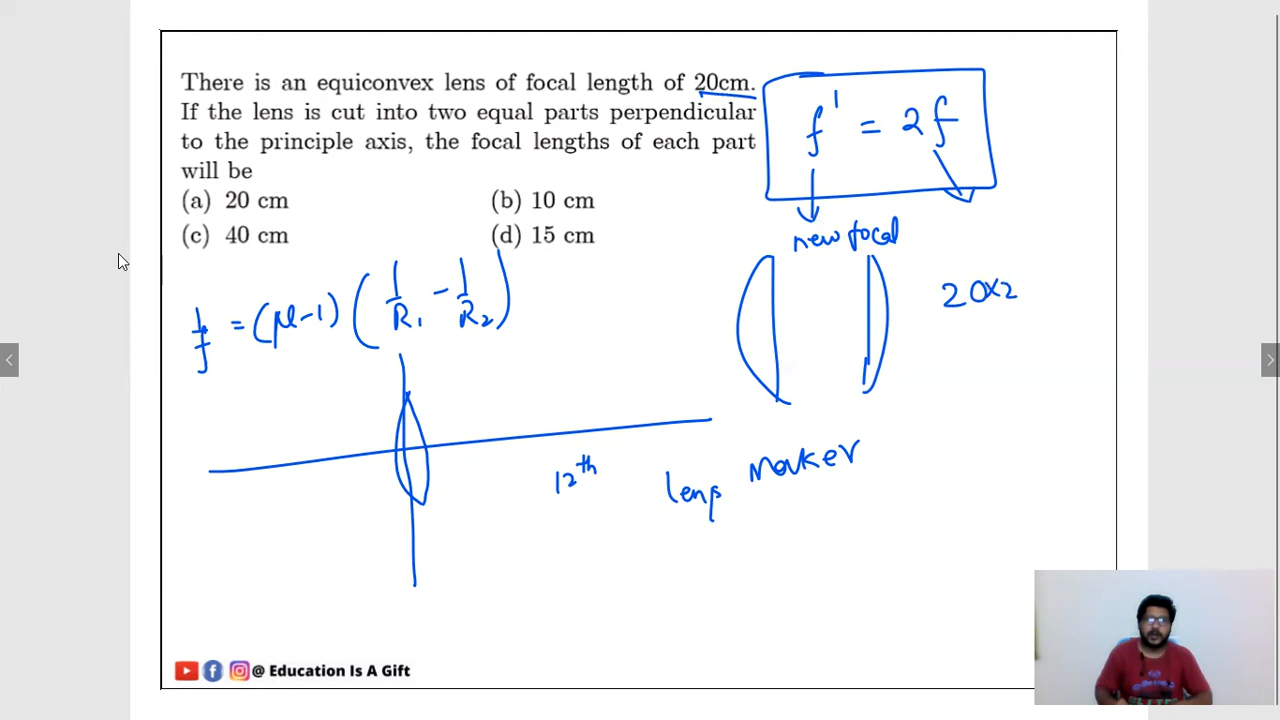 There is an equiconvex lens of focal length of 20cm.
If the lens is cut into two equal parts perpendicular
to the principle axis, the focal lengths of each part
will be
(a) 20 cm (b) 10 cm
(c) 40 cm (d) 15 cm
f' = 2f
new focal
20×2
1/f = (μ-1) (1/R₁ - 1/R₂)
12th
lens maker
@ Education Is A Gift